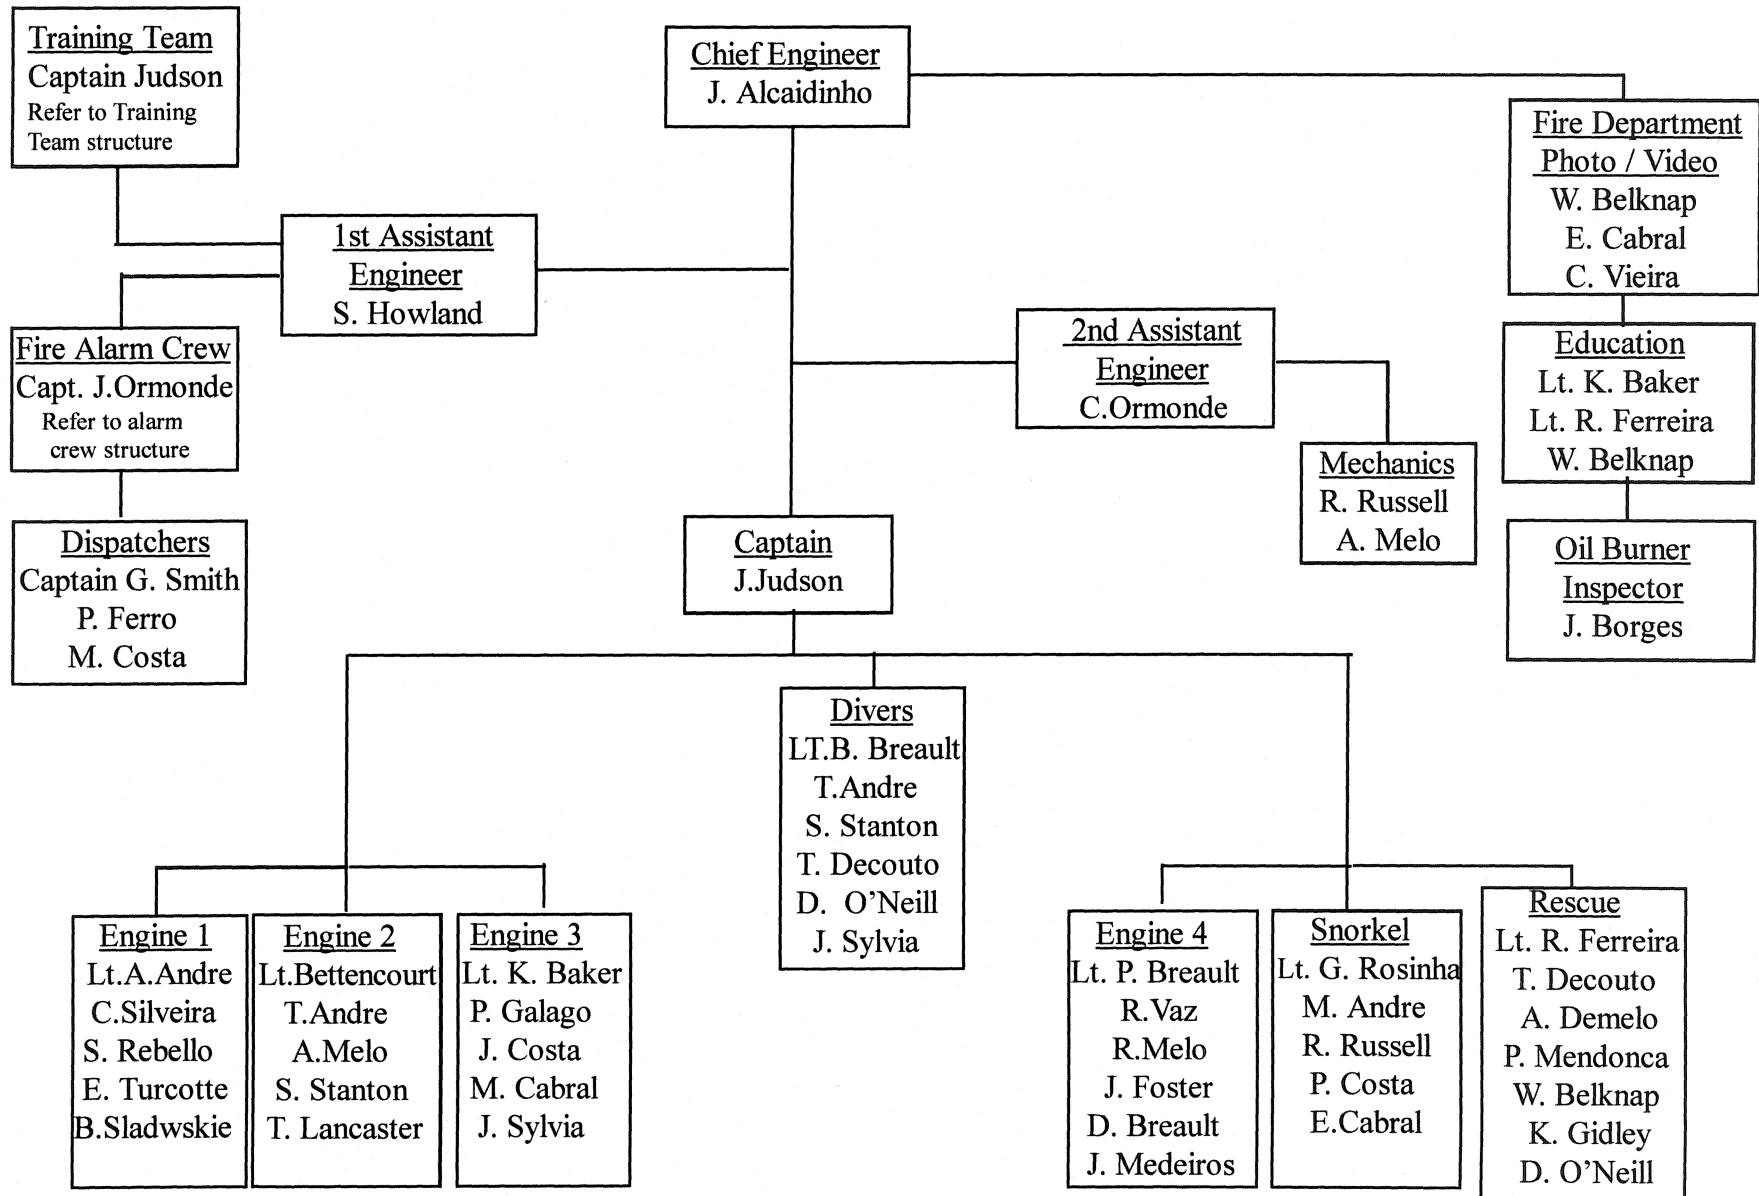 Training Team
Captain Judson
Refer to Training
Team structure
Chief Engineer
J. Alcaidinho
Fire Department
Photo / Video
W. Belknap
E. Cabral
C. Vieira
1st Assistant
Engineer
S. Howland
2nd Assistant
Engineer
C.Ormonde
Fire Alarm Crew
Capt. J.Ormonde
Refer to alarm
crew structure
Education
Lt. K. Baker
Lt. R. Ferreira
W. Belknap
Mechanics
R. Russell
A. Melo
Dispatchers
Captain G. Smith
P. Ferro
M. Costa
Captain
J.Judson
Oil Burner
Inspector
J. Borges
Divers
LT.B. Breault
T.Andre
S. Stanton
T. Decouto
D. O'Neill
J. Sylvia
Engine 1
Lt.A.Andre
C.Silveira
S. Rebello
E. Turcotte
B.Sladwskie
Engine 2
Lt.Bettencourt
T.Andre
A.Melo
S. Stanton
T. Lancaster
Engine 3
Lt. K. Baker
P. Galago
J. Costa
M. Cabral
J. Sylvia
Engine 4
Lt. P. Breault
R.Vaz
R.Melo
J. Foster
D. Breault
J. Medeiros
Snorkel
Lt. G. Rosinha
M. Andre
R. Russell
P. Costa
E.Cabral
Rescue
Lt. R. Ferreira
T. Decouto
A. Demelo
P. Mendonca
W. Belknap
K. Gidley
D. O'Neill